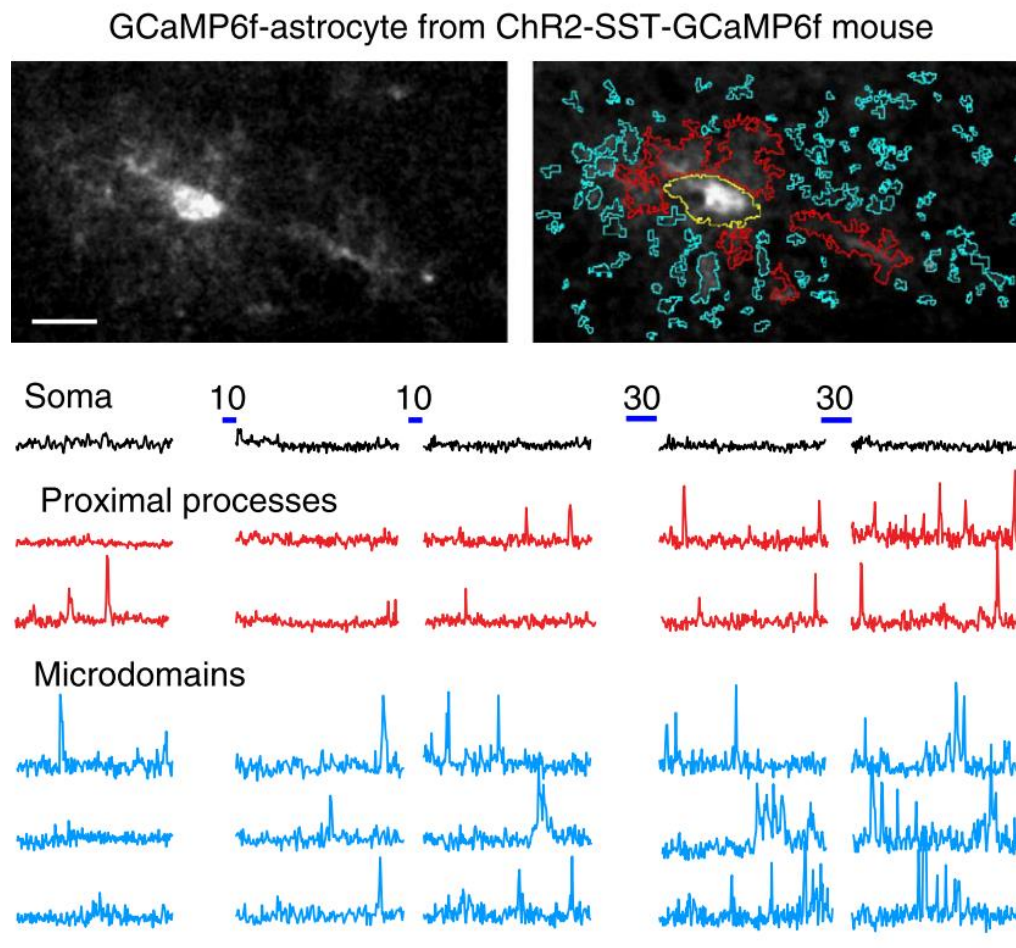 GCaMP6f-astrocyte from ChR2-SST-GCaMP6f mouse
Soma 10 10 30 30
Proximal processes
Microdomains